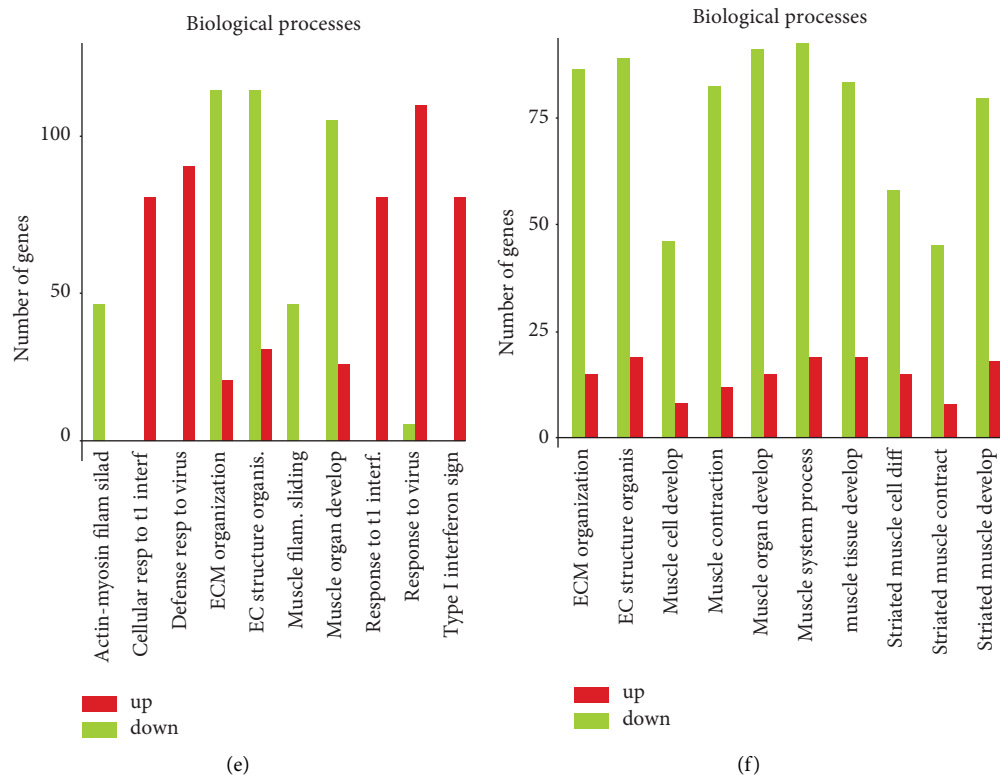 Biological processes
Number of genes
100
50
0
Actin-myosin filam silad
Cellular resp to t1 interf
Defense resp to virus
ECM organization
EC structure organis.
Muscle filam. sliding
Muscle organ develop
Response to t1 interf.
Response to virus
Type I interferon sign
up
down
(e)
Biological processes
Number of genes
75
50
25
0
ECM organization
EC structure organis
Muscle cell develop
Muscle contraction
Muscle organ develop
Muscle system process
muscle tissue develop
Striated muscle cell diff
Striated muscle contract
Striated muscle develop
up
down
(f)